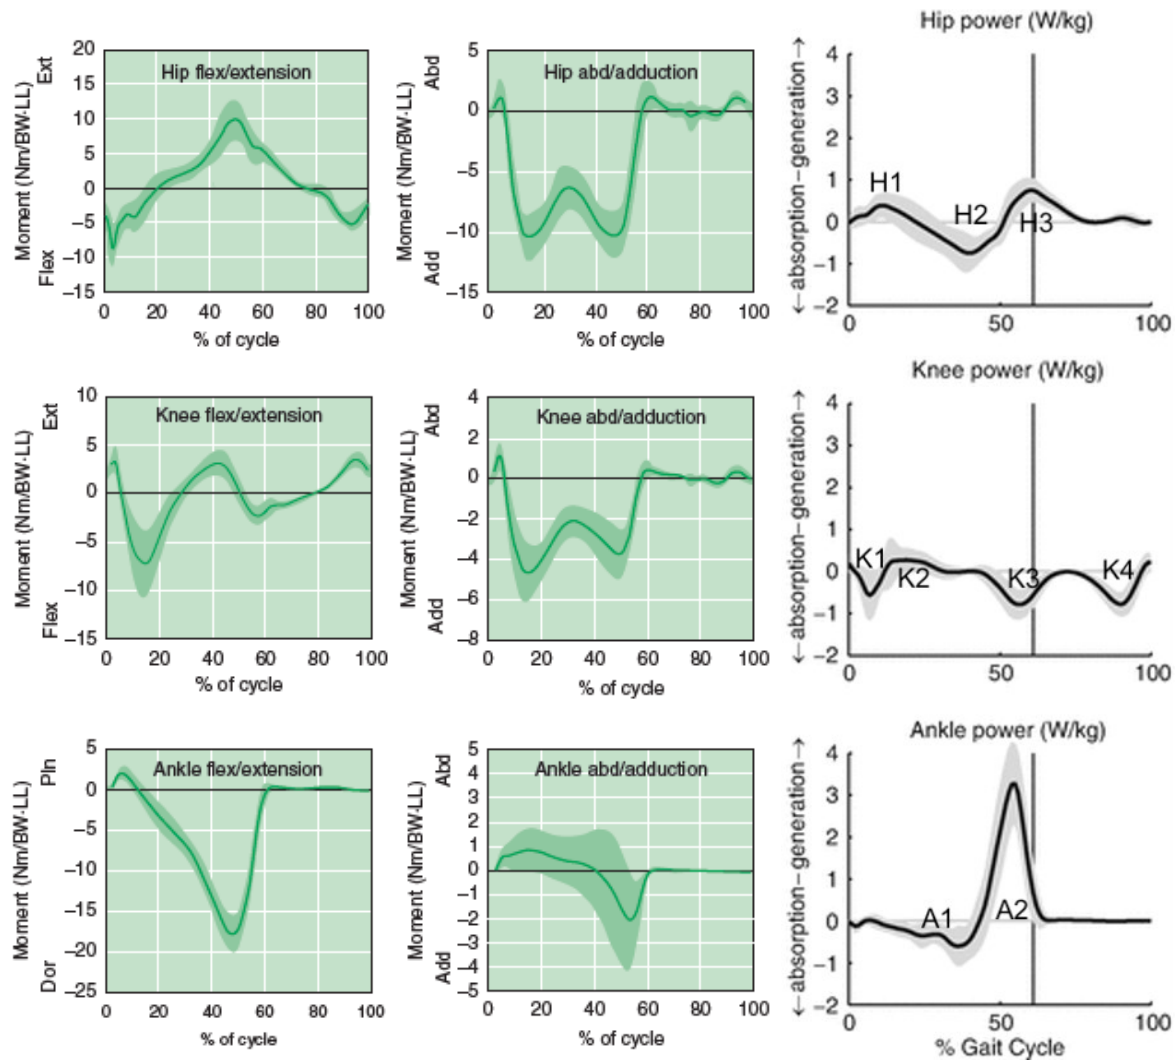 Hip flex/extension
Moment (Nm/BW·LL)
Ext
Flex
20
15
10
5
0
−5
−10
−15
0 20 40 60 80 100
% of cycle
Hip abd/adduction
Moment (Nm/BW·LL)
Abd
Add
5
0
−5
−10
−15
0 20 40 60 80 100
% of cycle
Hip power (W/kg)
←absorption−generation→
4
3
2
1
0
−1
−2
H1
H2
H3
0 50 100
Knee flex/extension
Moment (Nm/BW·LL)
Ext
Flex
10
5
0
−5
−10
−15
0 20 40 60 80 100
% of cycle
Knee abd/adduction
Moment (Nm/BW·LL)
Abd
Add
4
2
0
−2
−4
−6
−8
0 20 40 60 80 100
% of cycle
Knee power (W/kg)
←absorption−generation→
4
3
2
1
0
−1
−2
K1
K2
K3
K4
0 50 100
Ankle flex/extension
Moment (Nm/BW·LL)
Pln
Dor
5
0
−5
−10
−15
−20
−25
0 20 40 60 80 100
% of cycle
Ankle abd/adduction
Moment (Nm/BW·LL)
Abd
Add
5
4
3
2
1
0
−1
−2
−3
−4
−5
0 20 40 60 80 100
% of cycle
Ankle power (W/kg)
←absorption−generation→
4
3
2
1
0
−1
−2
A1
A2
0 50 100
% Gait Cycle